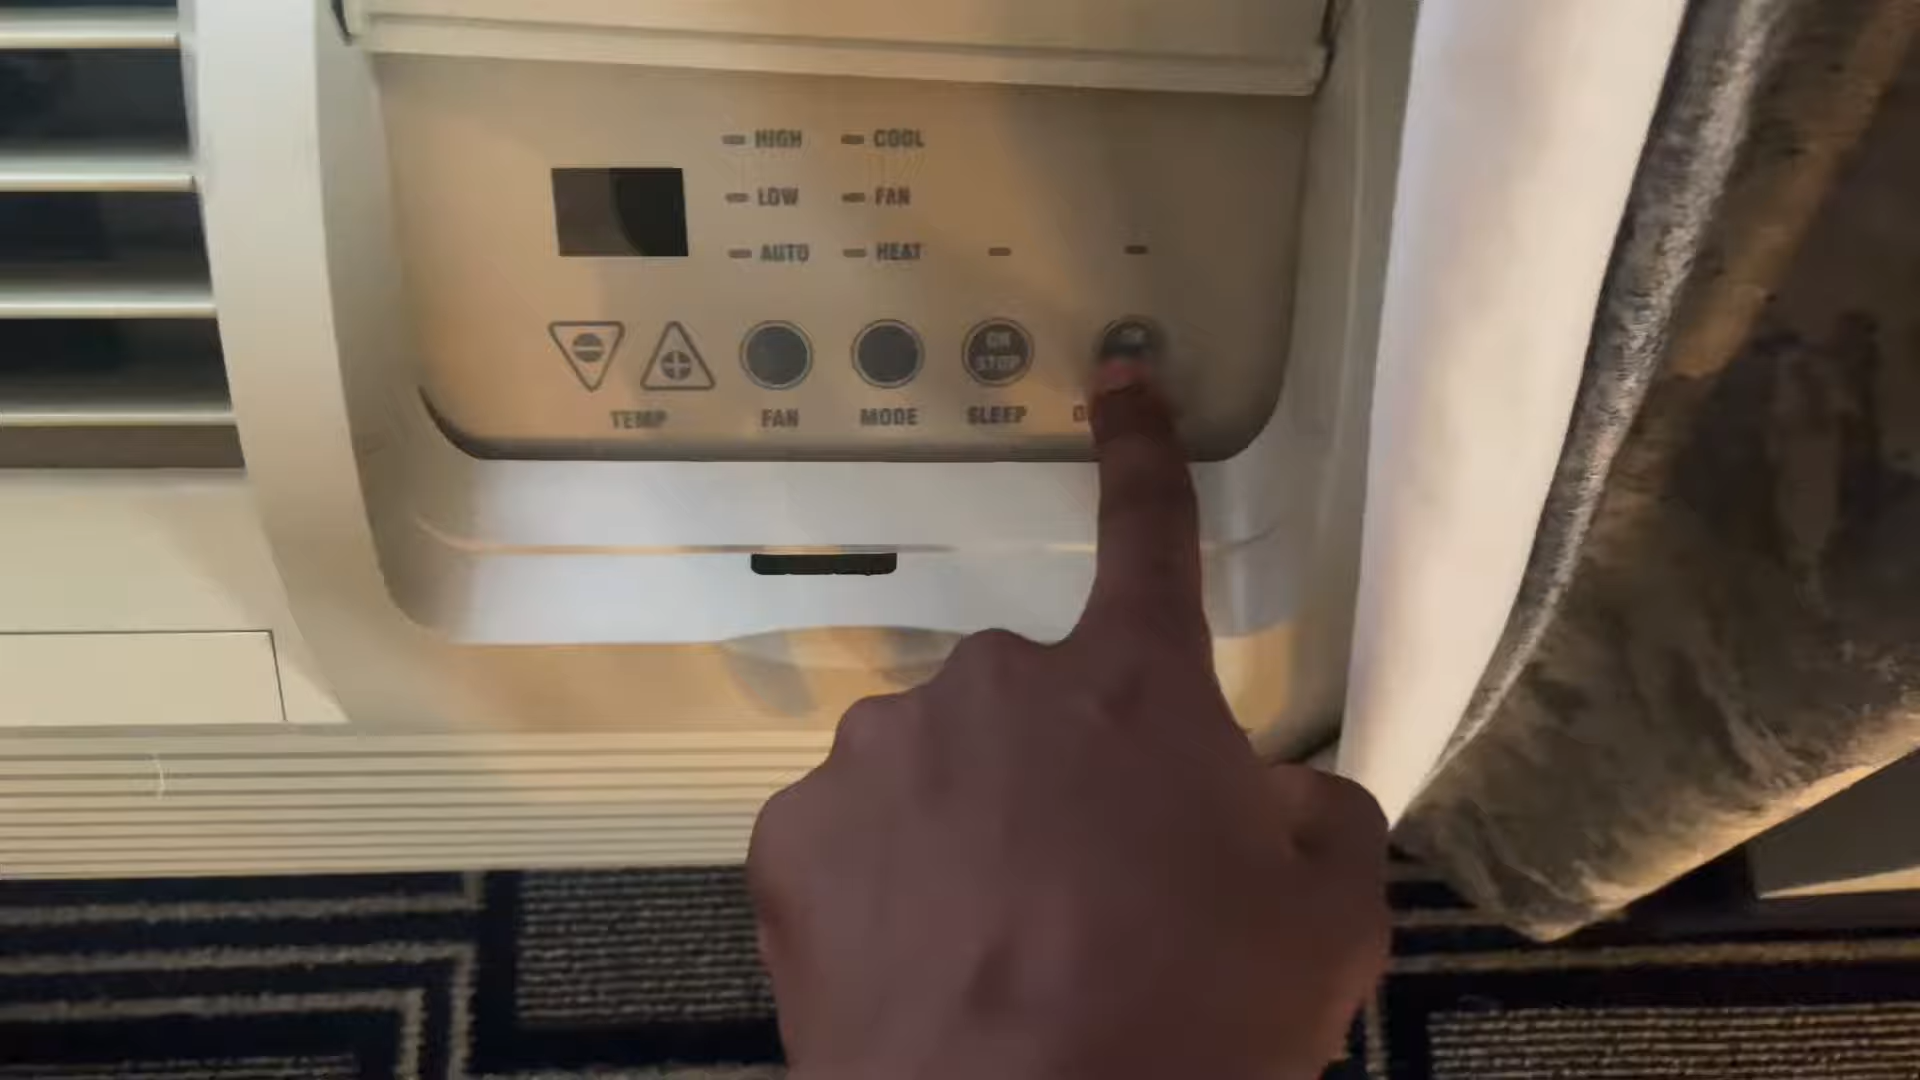 HIGH COOL
LOW FAN
AUTO HEAT
ON
STOP
TEMP FAN MODE SLEEP